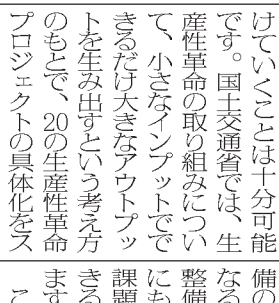 けていくことは十分可能
です。国土交通省では、生
産性革命の取り組みについ
て、小さなインプットでで
きるだけ大きなアウトプッ
トを生み出すという考え方
のもとで、20の生産性革命
プロジェクトの具体化をス
備の
なる
整備
にも
課題
きる
ます
こ